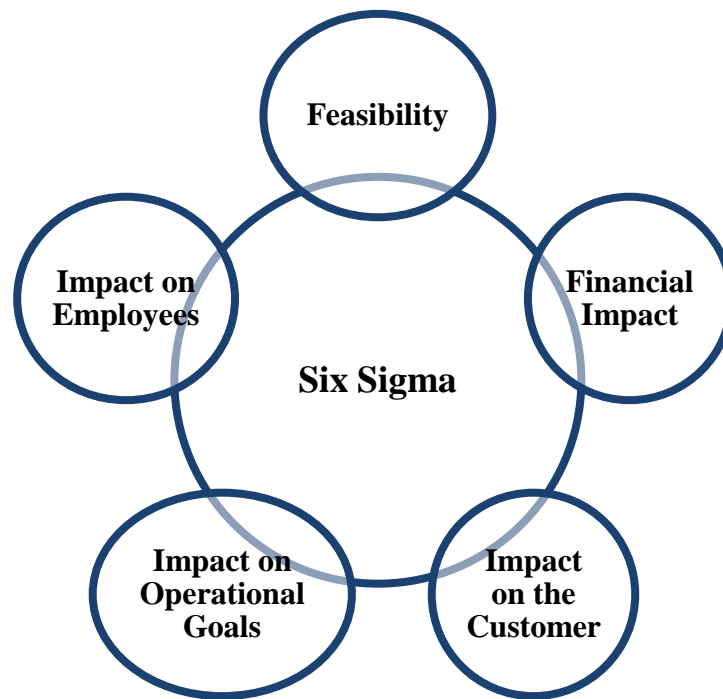 Feasibility
Impact on
Employees
Financial
Impact
Six Sigma
Impact on
Operational
Goals
Impact
on the
Customer